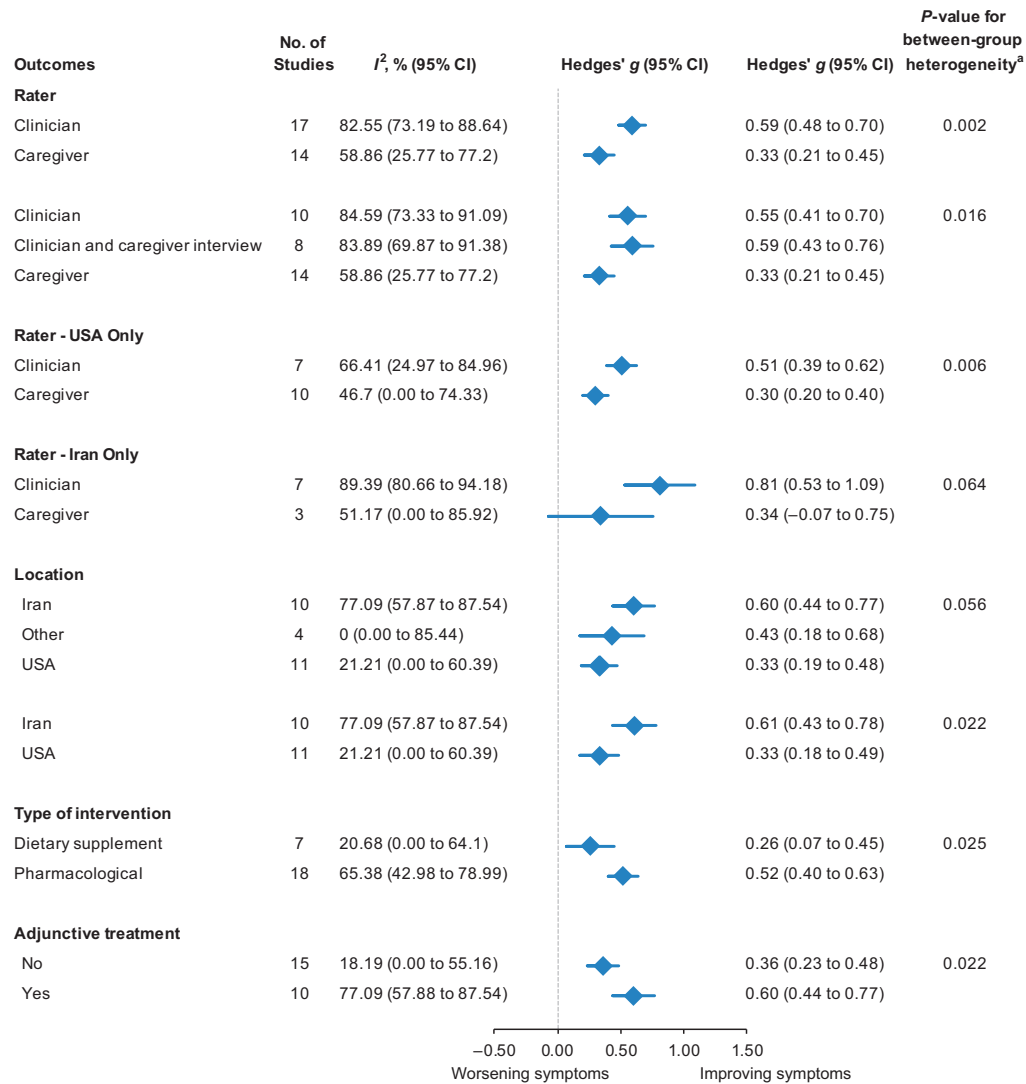 P-value for
between-group
heterogeneityᵃ
No. of
Studies
Outcomes I², % (95% CI) Hedges' g (95% CI) Hedges' g (95% CI)
Rater
Clinician 17 82.55 (73.19 to 88.64) 0.59 (0.48 to 0.70) 0.002
Caregiver 14 58.86 (25.77 to 77.2) 0.33 (0.21 to 0.45)
Clinician 10 84.59 (73.33 to 91.09) 0.55 (0.41 to 0.70) 0.016
Clinician and caregiver interview 8 83.89 (69.87 to 91.38) 0.59 (0.43 to 0.76)
Caregiver 14 58.86 (25.77 to 77.2) 0.33 (0.21 to 0.45)
Rater - USA Only
Clinician 7 66.41 (24.97 to 84.96) 0.51 (0.39 to 0.62) 0.006
Caregiver 10 46.7 (0.00 to 74.33) 0.30 (0.20 to 0.40)
Rater - Iran Only
Clinician 7 89.39 (80.66 to 94.18) 0.81 (0.53 to 1.09) 0.064
Caregiver 3 51.17 (0.00 to 85.92) 0.34 (−0.07 to 0.75)
Location
Iran 10 77.09 (57.87 to 87.54) 0.60 (0.44 to 0.77) 0.056
Other 4 0 (0.00 to 85.44) 0.43 (0.18 to 0.68)
USA 11 21.21 (0.00 to 60.39) 0.33 (0.19 to 0.48)
Iran 10 77.09 (57.87 to 87.54) 0.61 (0.43 to 0.78) 0.022
USA 11 21.21 (0.00 to 60.39) 0.33 (0.18 to 0.49)
Type of intervention
Dietary supplement 7 20.68 (0.00 to 64.1) 0.26 (0.07 to 0.45) 0.025
Pharmacological 18 65.38 (42.98 to 78.99) 0.52 (0.40 to 0.63)
Adjunctive treatment
No 15 18.19 (0.00 to 55.16) 0.36 (0.23 to 0.48) 0.022
Yes 10 77.09 (57.88 to 87.54) 0.60 (0.44 to 0.77)
−0.50 0.00 0.50 1.00 1.50
Worsening symptoms Improving symptoms